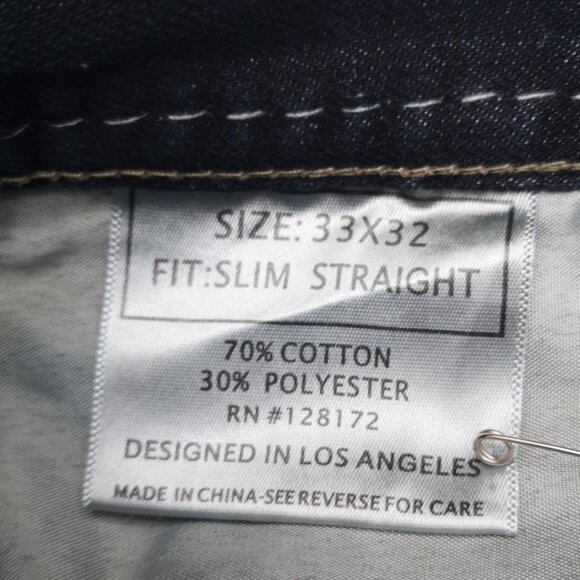 SIZE: 33X32
FIT:SLIM STRAIGHT
70% COTTON
30% POLYESTER
RN #128172
DESIGNED IN LOS ANGELES
MADE IN CHINA-SEE REVERSE FOR CARE